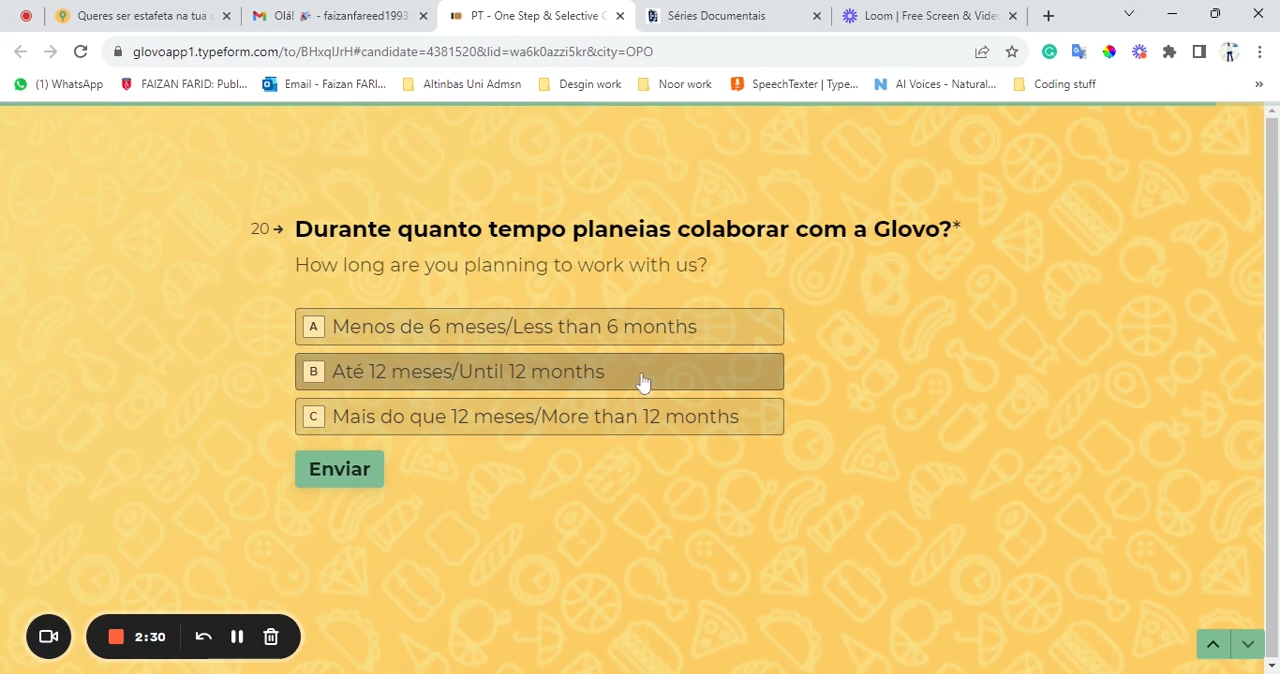 Queres ser estafeta na tua c
Olá! 🎉 - faizanfareed1993
PT - One Step & Selective C
Séries Documentais
Loom | Free Screen & Video
glovoapp1.typeform.com/to/BHxqlJrH#candidate=4381520&lid=wa6k0azzi5kr&city=OPO
(1) WhatsApp
FAIZAN FARID: Publ...
Email - Faizan FARI...
Altinbas Uni Admsn
Desgin work
Noor work
SpeechTexter | Type...
AI Voices - Natural...
Coding stuff
»
20 → Durante quanto tempo planeias colaborar com a Glovo?*
How long are you planning to work with us?
A Menos de 6 meses/Less than 6 months
B Até 12 meses/Until 12 months
C Mais do que 12 meses/More than 12 months
Enviar
2:30